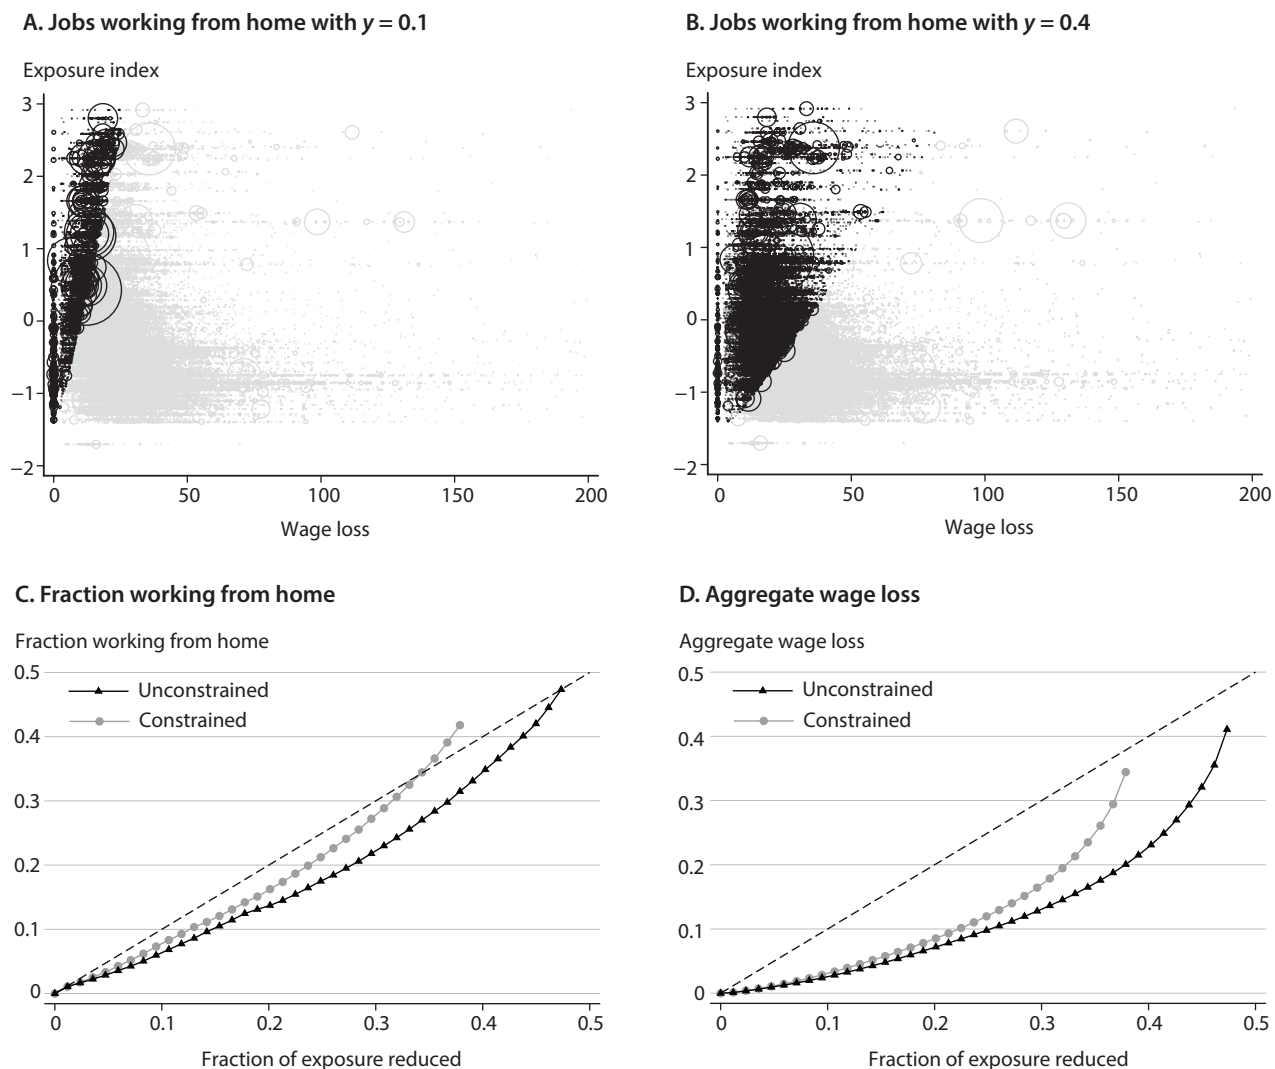 A. Jobs working from home with y = 0.1
Exposure index
3
2
1
0
−1
−2
0 50 100 150 200
Wage loss
B. Jobs working from home with y = 0.4
Exposure index
3
2
1
0
−1
−2
0 50 100 150 200
Wage loss
C. Fraction working from home
Fraction working from home
0.5
0.4
0.3
0.2
0.1
0
Unconstrained
Constrained
0 0.1 0.2 0.3 0.4 0.5
Fraction of exposure reduced
D. Aggregate wage loss
Aggregate wage loss
0.5
0.4
0.3
0.2
0.1
0
Unconstrained
Constrained
0 0.1 0.2 0.3 0.4 0.5
Fraction of exposure reduced